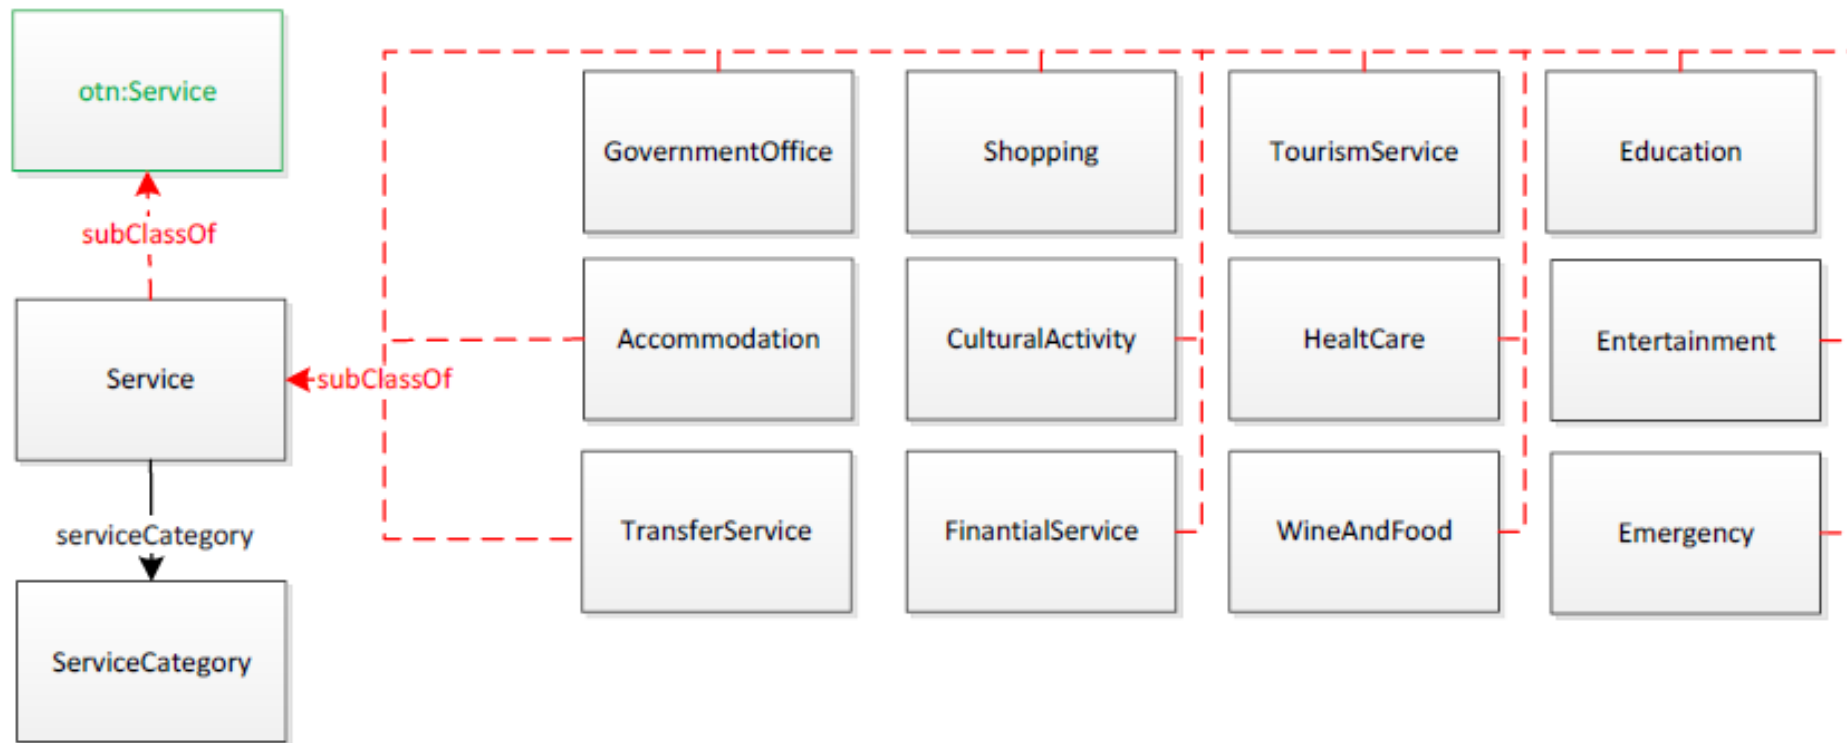 otn:Service
GovernmentOffice
Shopping
TourismService
Education
subClassOf
Accommodation
CulturalActivity
HealtCare
Entertainment
Service
subClassOf
TransferService
FinantialService
WineAndFood
Emergency
serviceCategory
ServiceCategory